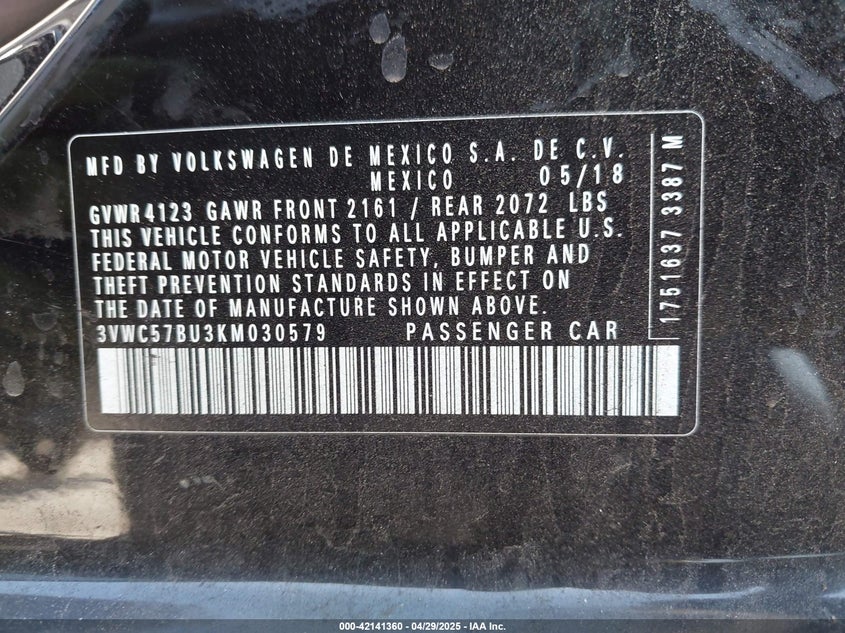 MFD BY VOLKSWAGEN DE MEXICO S.A. DE C.V.
MEXICO 05/18
GVWR 4123 GAWR FRONT 2161 / REAR 2072 LBS
THIS VEHICLE CONFORMS TO ALL APPLICABLE U.S.
FEDERAL MOTOR VEHICLE SAFETY, BUMPER AND
THEFT PREVENTION STANDARDS IN EFFECT ON
THE DATE OF MANUFACTURE SHOWN ABOVE.
3VWC57BU3KM030579 PASSENGER CAR
1751637 3387 M
000-42141360 - 04/29/2025 - IAA Inc.